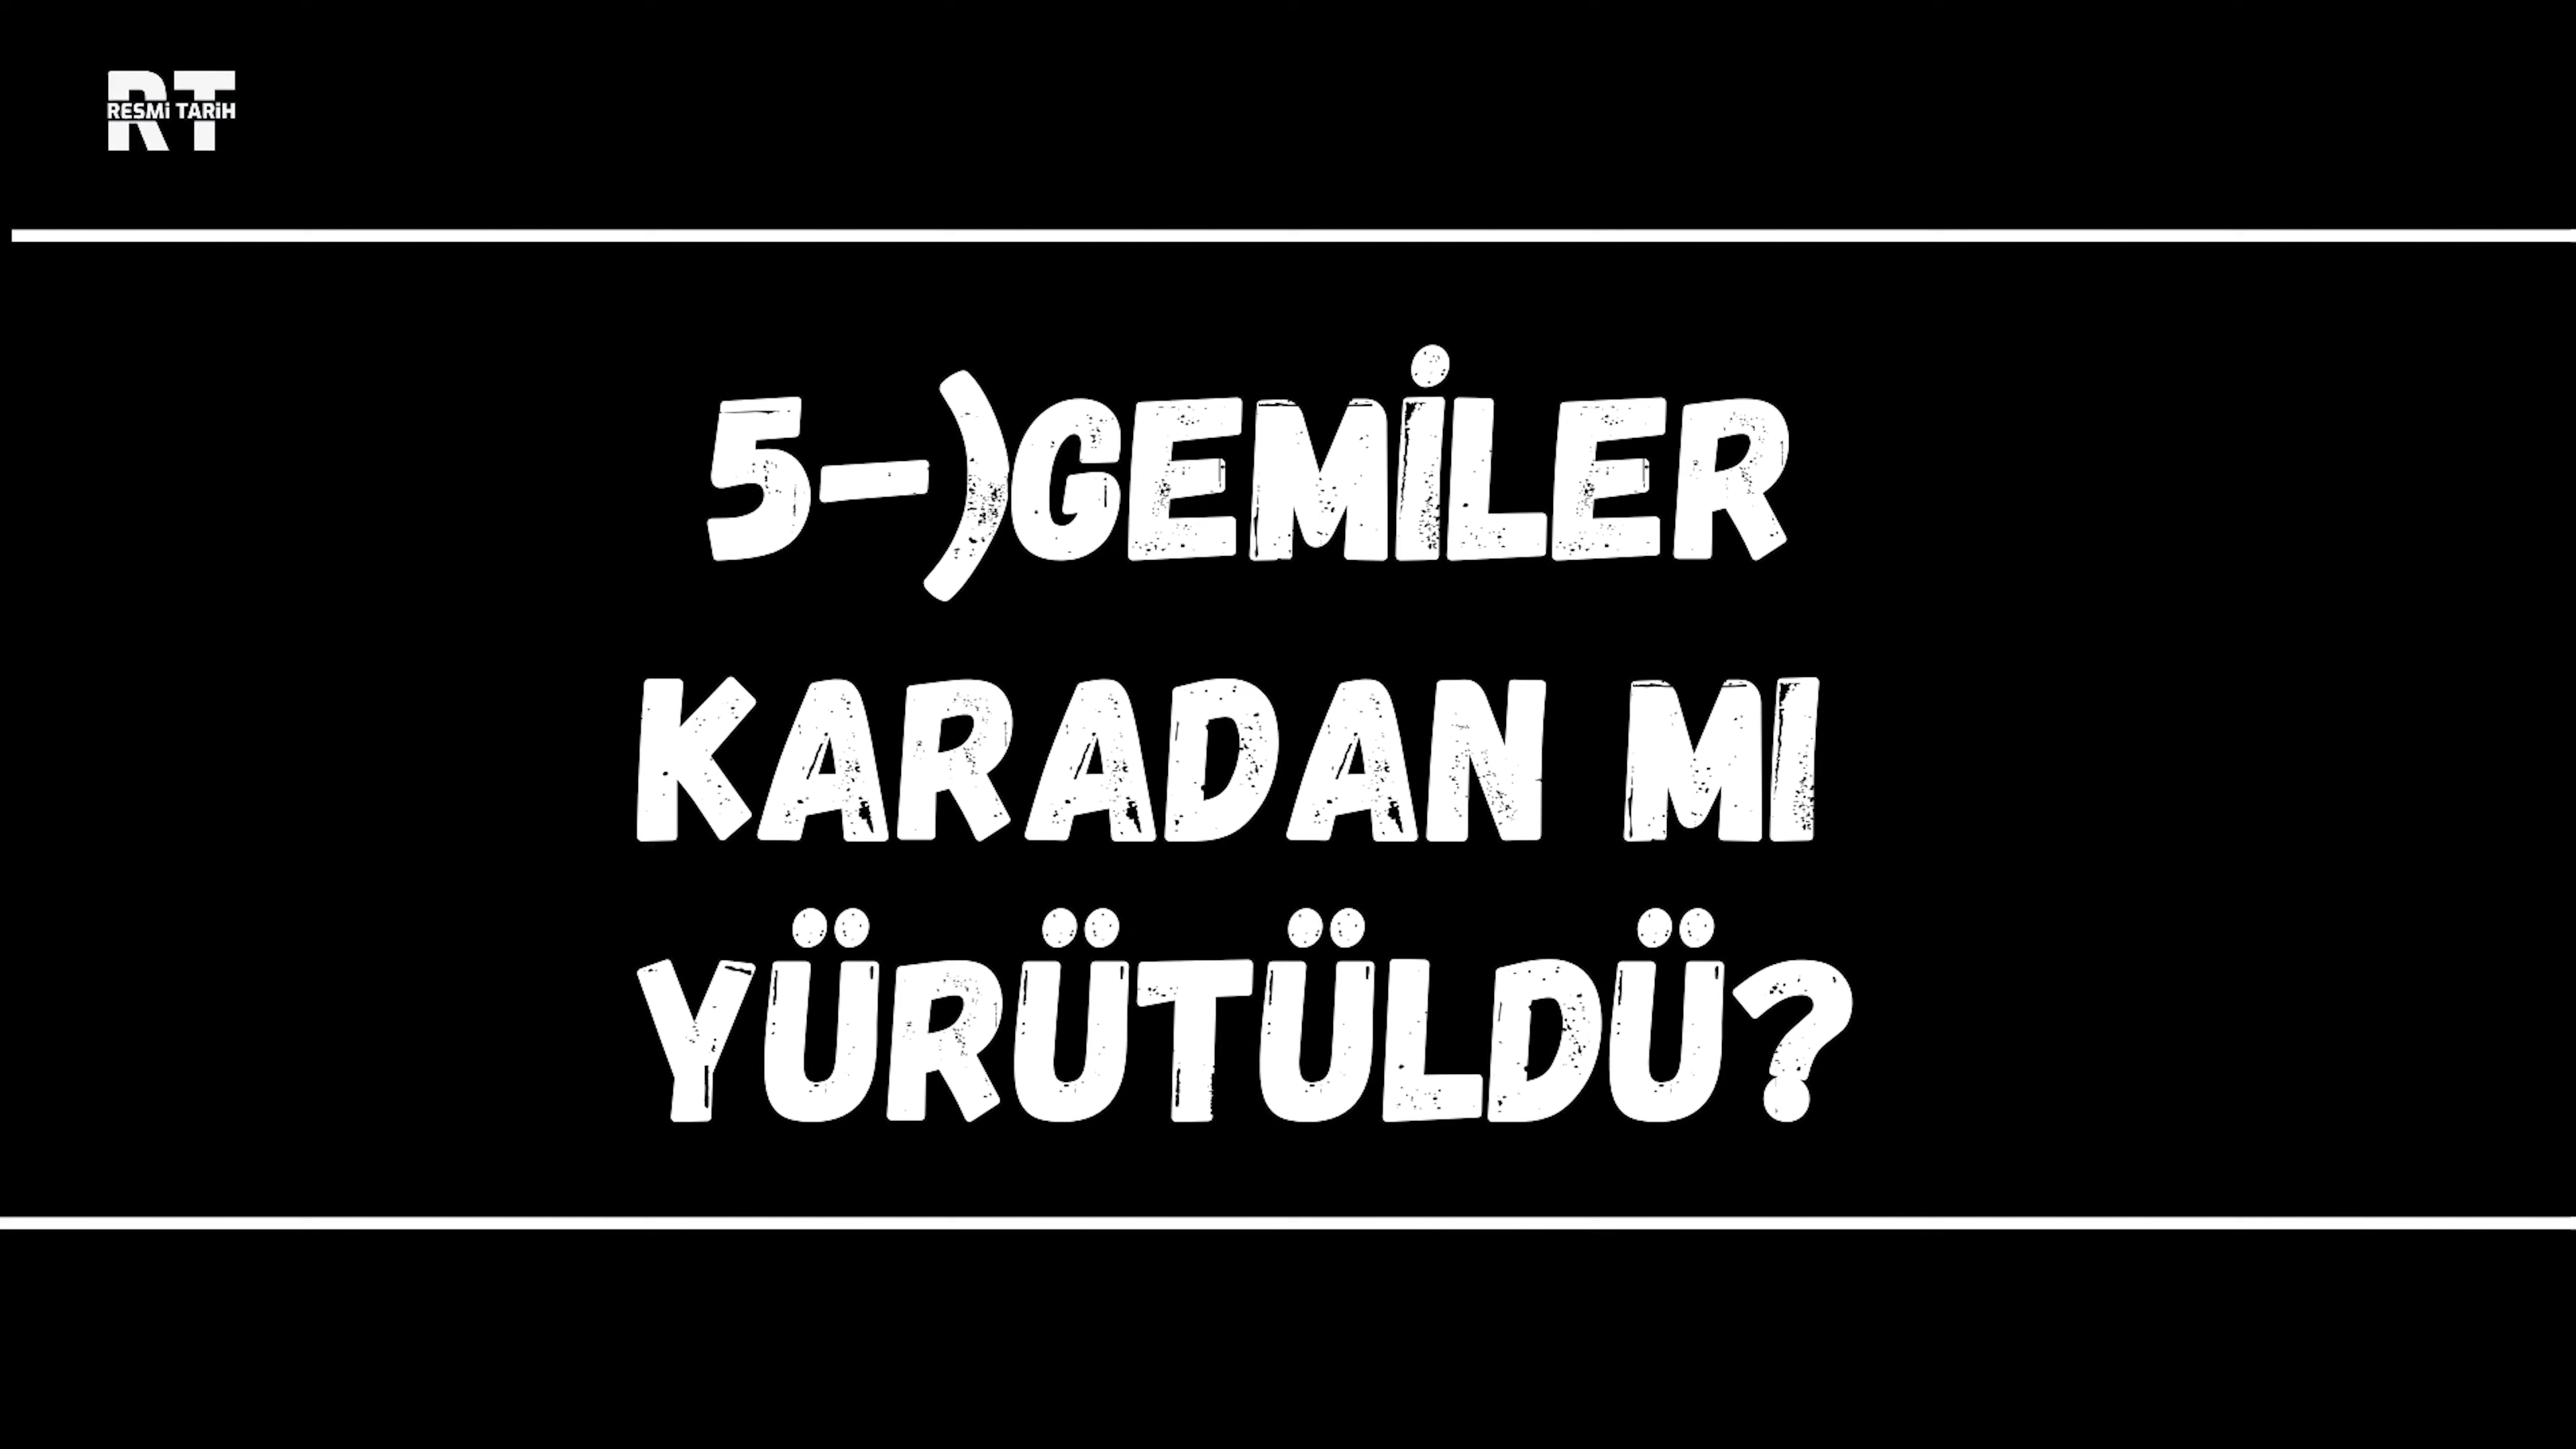 RT
RESMİ TARİH
5-)GEMİLER
KARADAN MI
YÜRÜTÜLDÜ?